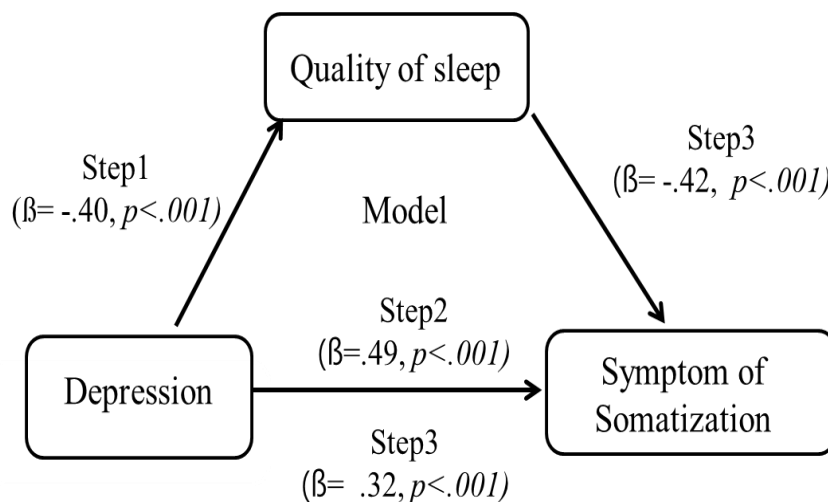 Quality of sleep
Step1
(ß= -.40, p<.001)
Step3
(ß= -.42, p<.001)
Model
Step2
(ß=.49, p<.001)
Depression
Symptom of
Somatization
Step3
(ß= .32, p<.001)